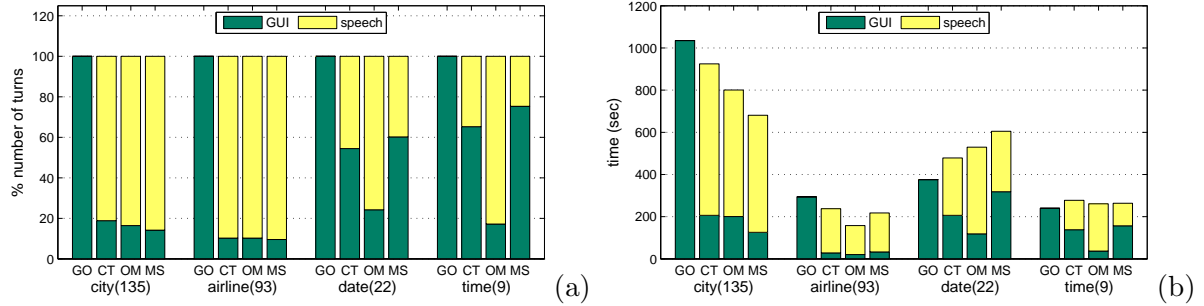 GUI speech
120
100
80
60
40
20
0
% number of turns
GO CT OM MS GO CT OM MS GO CT OM MS GO CT OM MS
city(135) airline(93) date(22) time(9)
(a)
GUI speech
1200
1000
800
600
400
200
0
time (sec)
GO CT OM MS GO CT OM MS GO CT OM MS GO CT OM MS
city(135) airline(93) date(22) time(9)
(b)